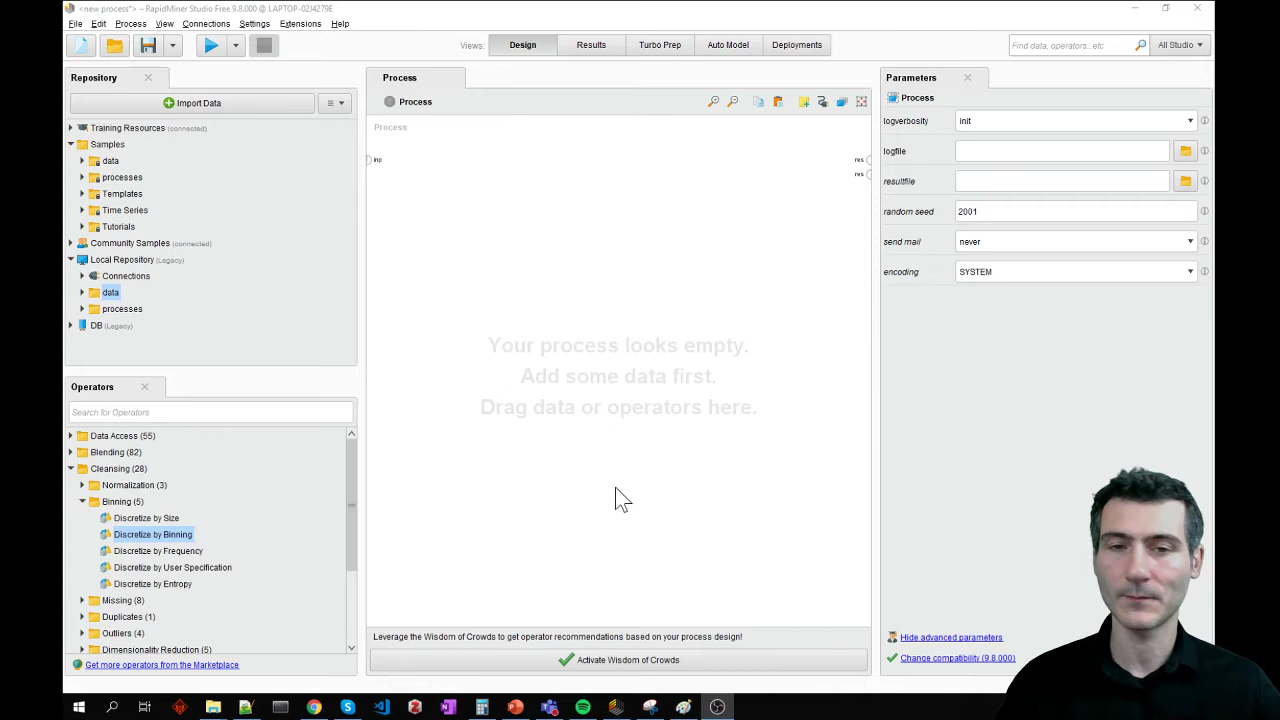 <new process*> – RapidMiner Studio Free 9.8.000 @ LAPTOP-02J4279E
File Edit Process View Connections Settings Extensions Help
Views: Design Results Turbo Prep Auto Model Deployments
Find data, operators...etc
All Studio
Repository
Import Data
Training Resources (connected)
Samples
data
processes
Templates
Time Series
Tutorials
Community Samples (connected)
Local Repository (Legacy)
Connections
data
processes
DB (Legacy)
Operators
Search for Operators
Data Access (55)
Blending (82)
Cleansing (28)
Normalization (3)
Binning (5)
Discretize by Size
Discretize by Binning
Discretize by Frequency
Discretize by User Specification
Discretize by Entropy
Missing (8)
Duplicates (1)
Outliers (4)
Dimensionality Reduction (5)
Get more operators from the Marketplace
Process
Process
Process
inp
res
res
Your process looks empty.
Add some data first.
Drag data or operators here.
Leverage the Wisdom of Crowds to get operator recommendations based on your process design!
Activate Wisdom of Crowds
Parameters
Process
logverbosity init
logfile
resultfile
random seed 2001
send mail never
encoding SYSTEM
Hide advanced parameters
Change compatibility (9.8.000)